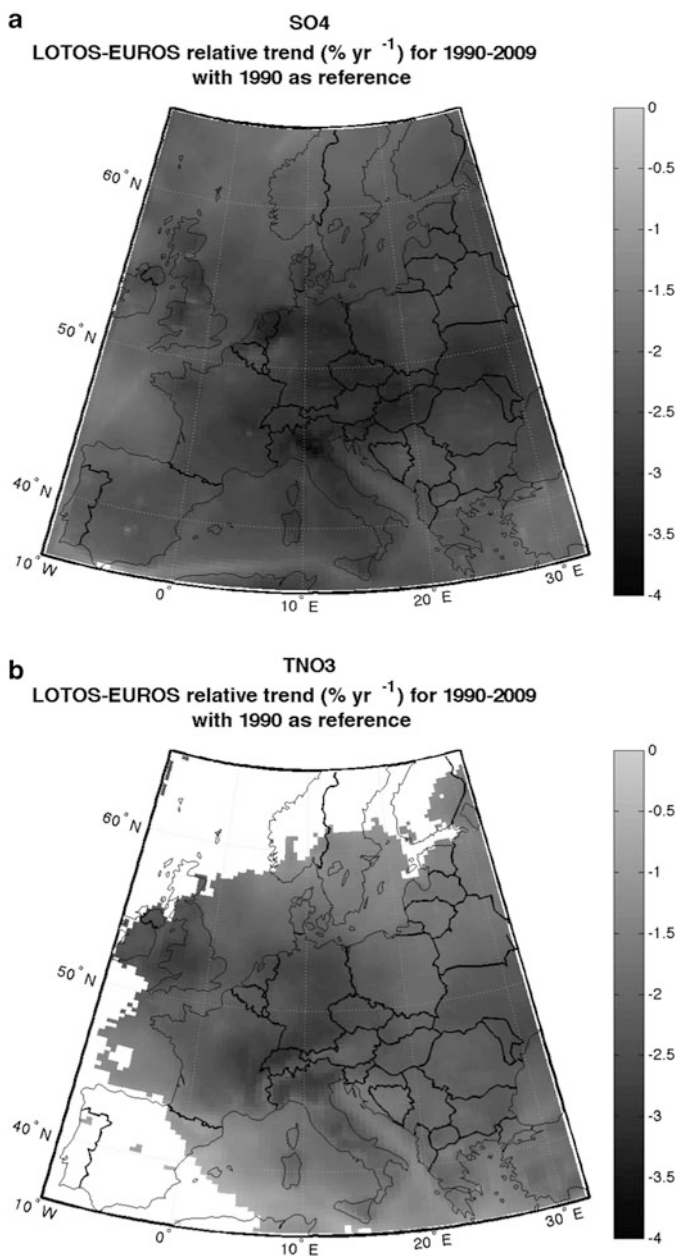 a
SO4
LOTOS-EUROS relative trend (% yr -1) for 1990-2009
with 1990 as reference
60° N
50° N
40° N
10° W
0°
10° E
20° E
30° E
0
-0.5
-1
-1.5
-2
-2.5
-3
-3.5
-4
b
TNO3
LOTOS-EUROS relative trend (% yr -1) for 1990-2009
with 1990 as reference
60° N
50° N
40° N
10° W
0°
10° E
20° E
30° E
0
-0.5
-1
-1.5
-2
-2.5
-3
-3.5
-4